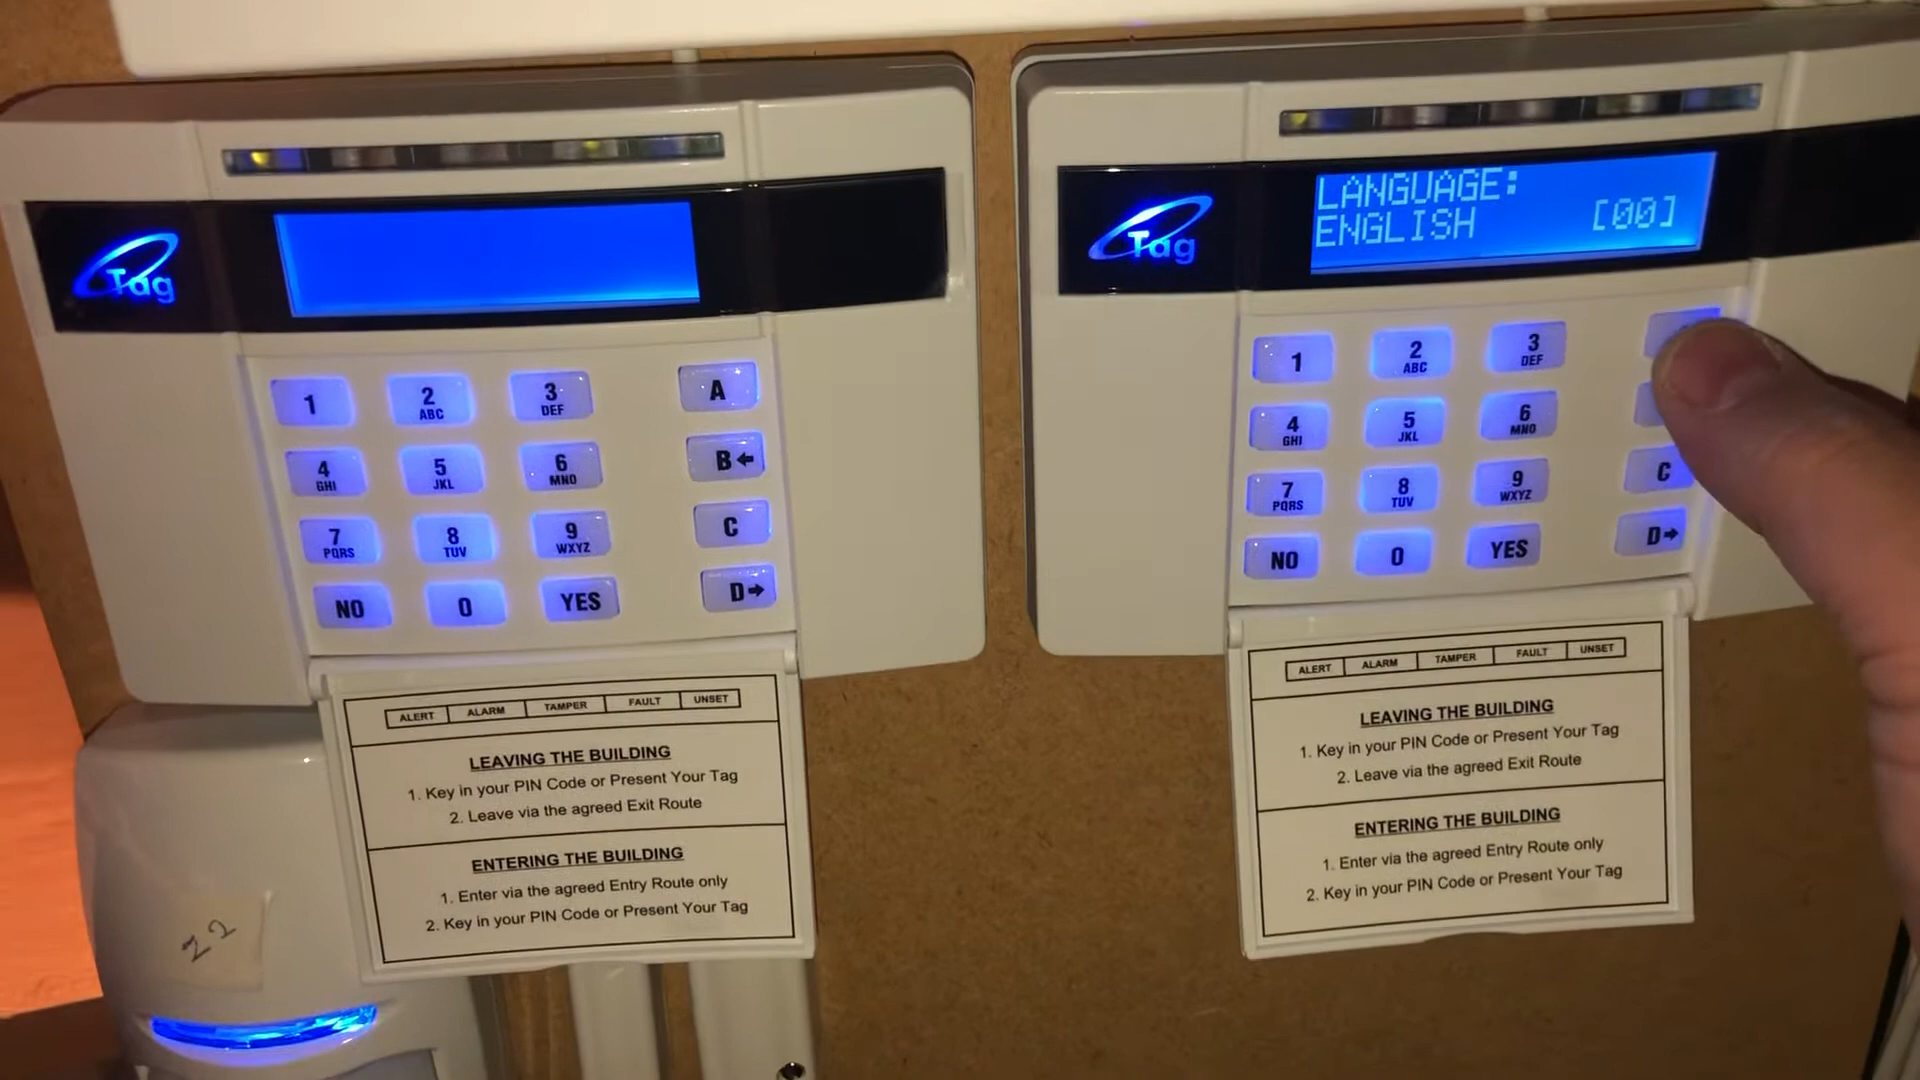 Tag
1
2
ABC
3
DEF
A
4
GHI
5
JKL
6
MNO
B←
7
PQRS
8
TUV
9
WXYZ
C
NO
0
YES
D→
ALERT ALARM TAMPER FAULT UNSET
LEAVING THE BUILDING
1. Key in your PIN Code or Present Your Tag
2. Leave via the agreed Exit Route
ENTERING THE BUILDING
1. Enter via the agreed Entry Route only
2. Key in your PIN Code or Present Your Tag
Tag
LANGUAGE:
ENGLISH [00]
1
2
ABC
3
DEF
4
GHI
5
JKL
6
MNO
7
PQRS
8
TUV
9
WXYZ
C
NO
0
YES
D→
ALERT ALARM TAMPER FAULT UNSET
LEAVING THE BUILDING
1. Key in your PIN Code or Present Your Tag
2. Leave via the agreed Exit Route
ENTERING THE BUILDING
1. Enter via the agreed Entry Route only
2. Key in your PIN Code or Present Your Tag